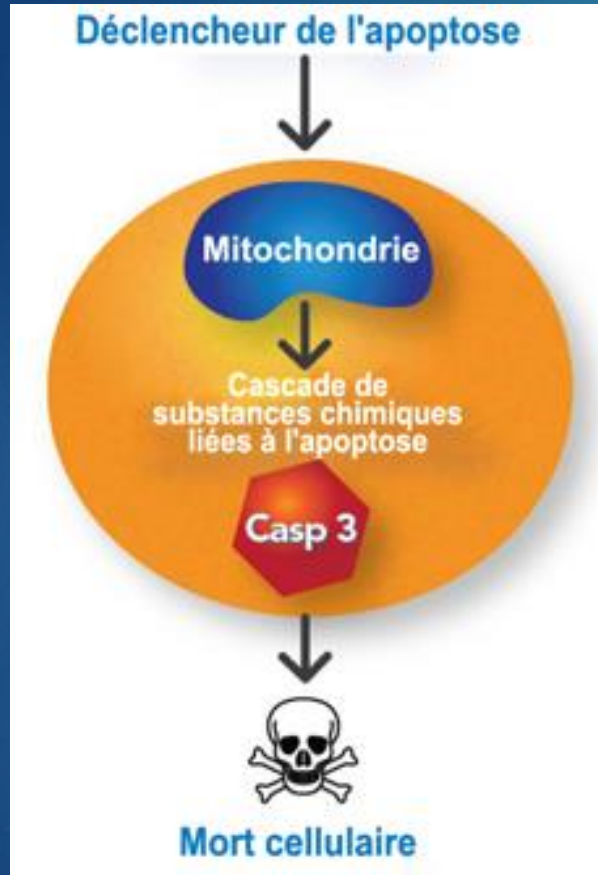 Déclencheur de l'apoptose
Mitochondrie
Cascade de
substances chimiques
liées à l'apoptose
Casp 3
Mort cellulaire